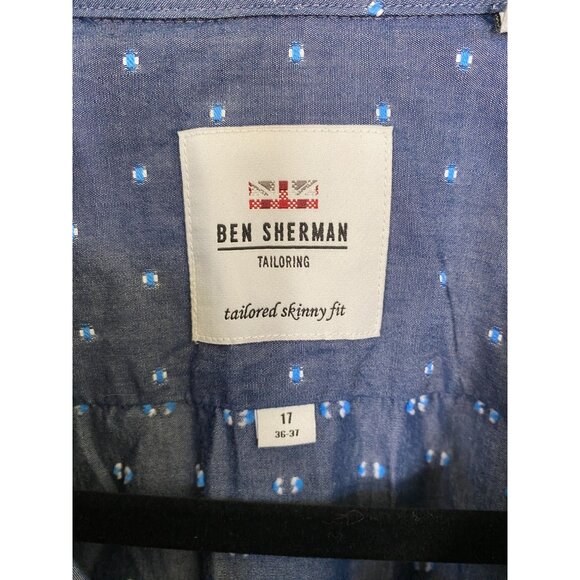 BEN SHERMAN
TAILORING
tailored skinny fit
17
36-37